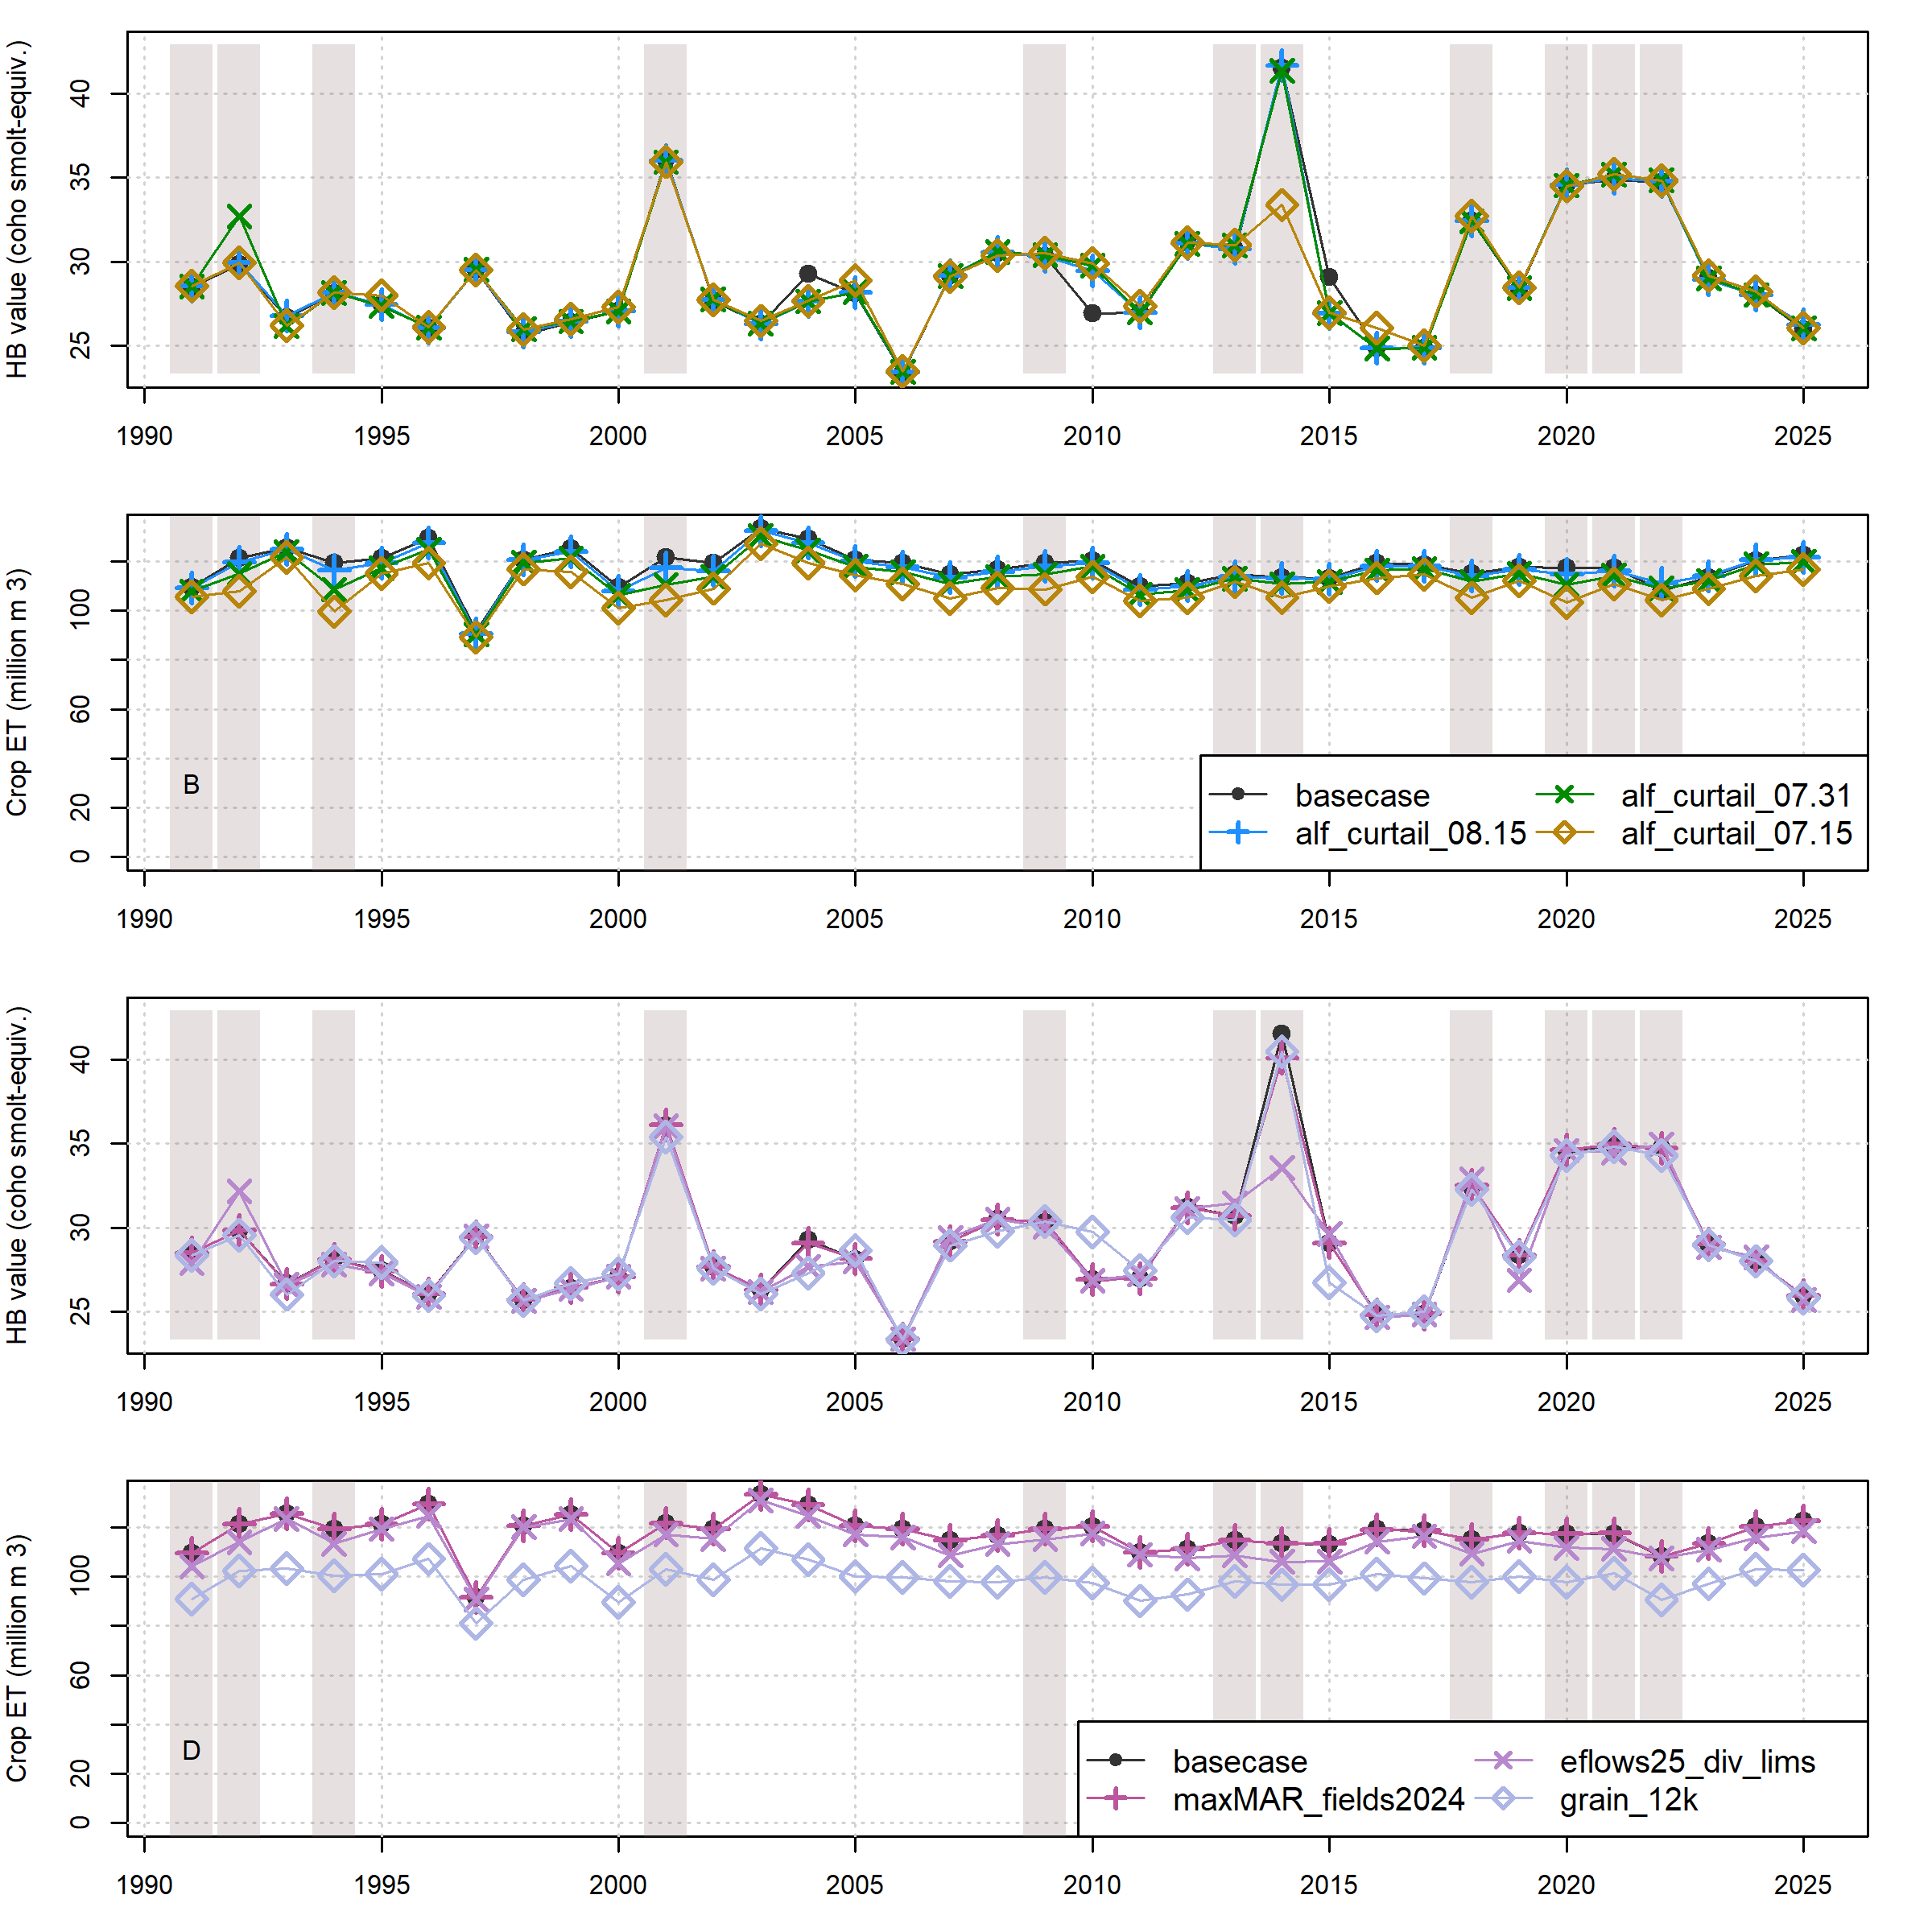 HB value (coho smolt-equiv.)
40
35
30
25
1990 1995 2000 2005 2010 2015 2020 2025
Crop ET (million m 3)
100
60
20
0
B
basecase alf_curtail_07.31
alf_curtail_08.15 alf_curtail_07.15
1990 1995 2000 2005 2010 2015 2020 2025
HB value (coho smolt-equiv.)
40
35
30
25
1990 1995 2000 2005 2010 2015 2020 2025
Crop ET (million m 3)
100
60
20
0
D
basecase eflows25_div_lims
maxMAR_fields2024 grain_12k
1990 1995 2000 2005 2010 2015 2020 2025